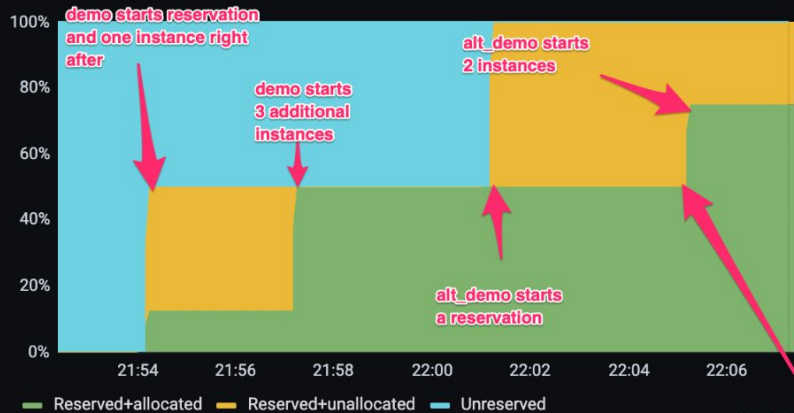 100%
80%
60%
40%
20%
0%
demo starts reservation
and one instance right
after
demo starts
3 additional
instances
alt_demo starts
2 instances
alt_demo starts
a reservation
21:54 21:56 21:58 22:00 22:02 22:04 22:06
Reserved+allocated Reserved+unallocated Unreserved